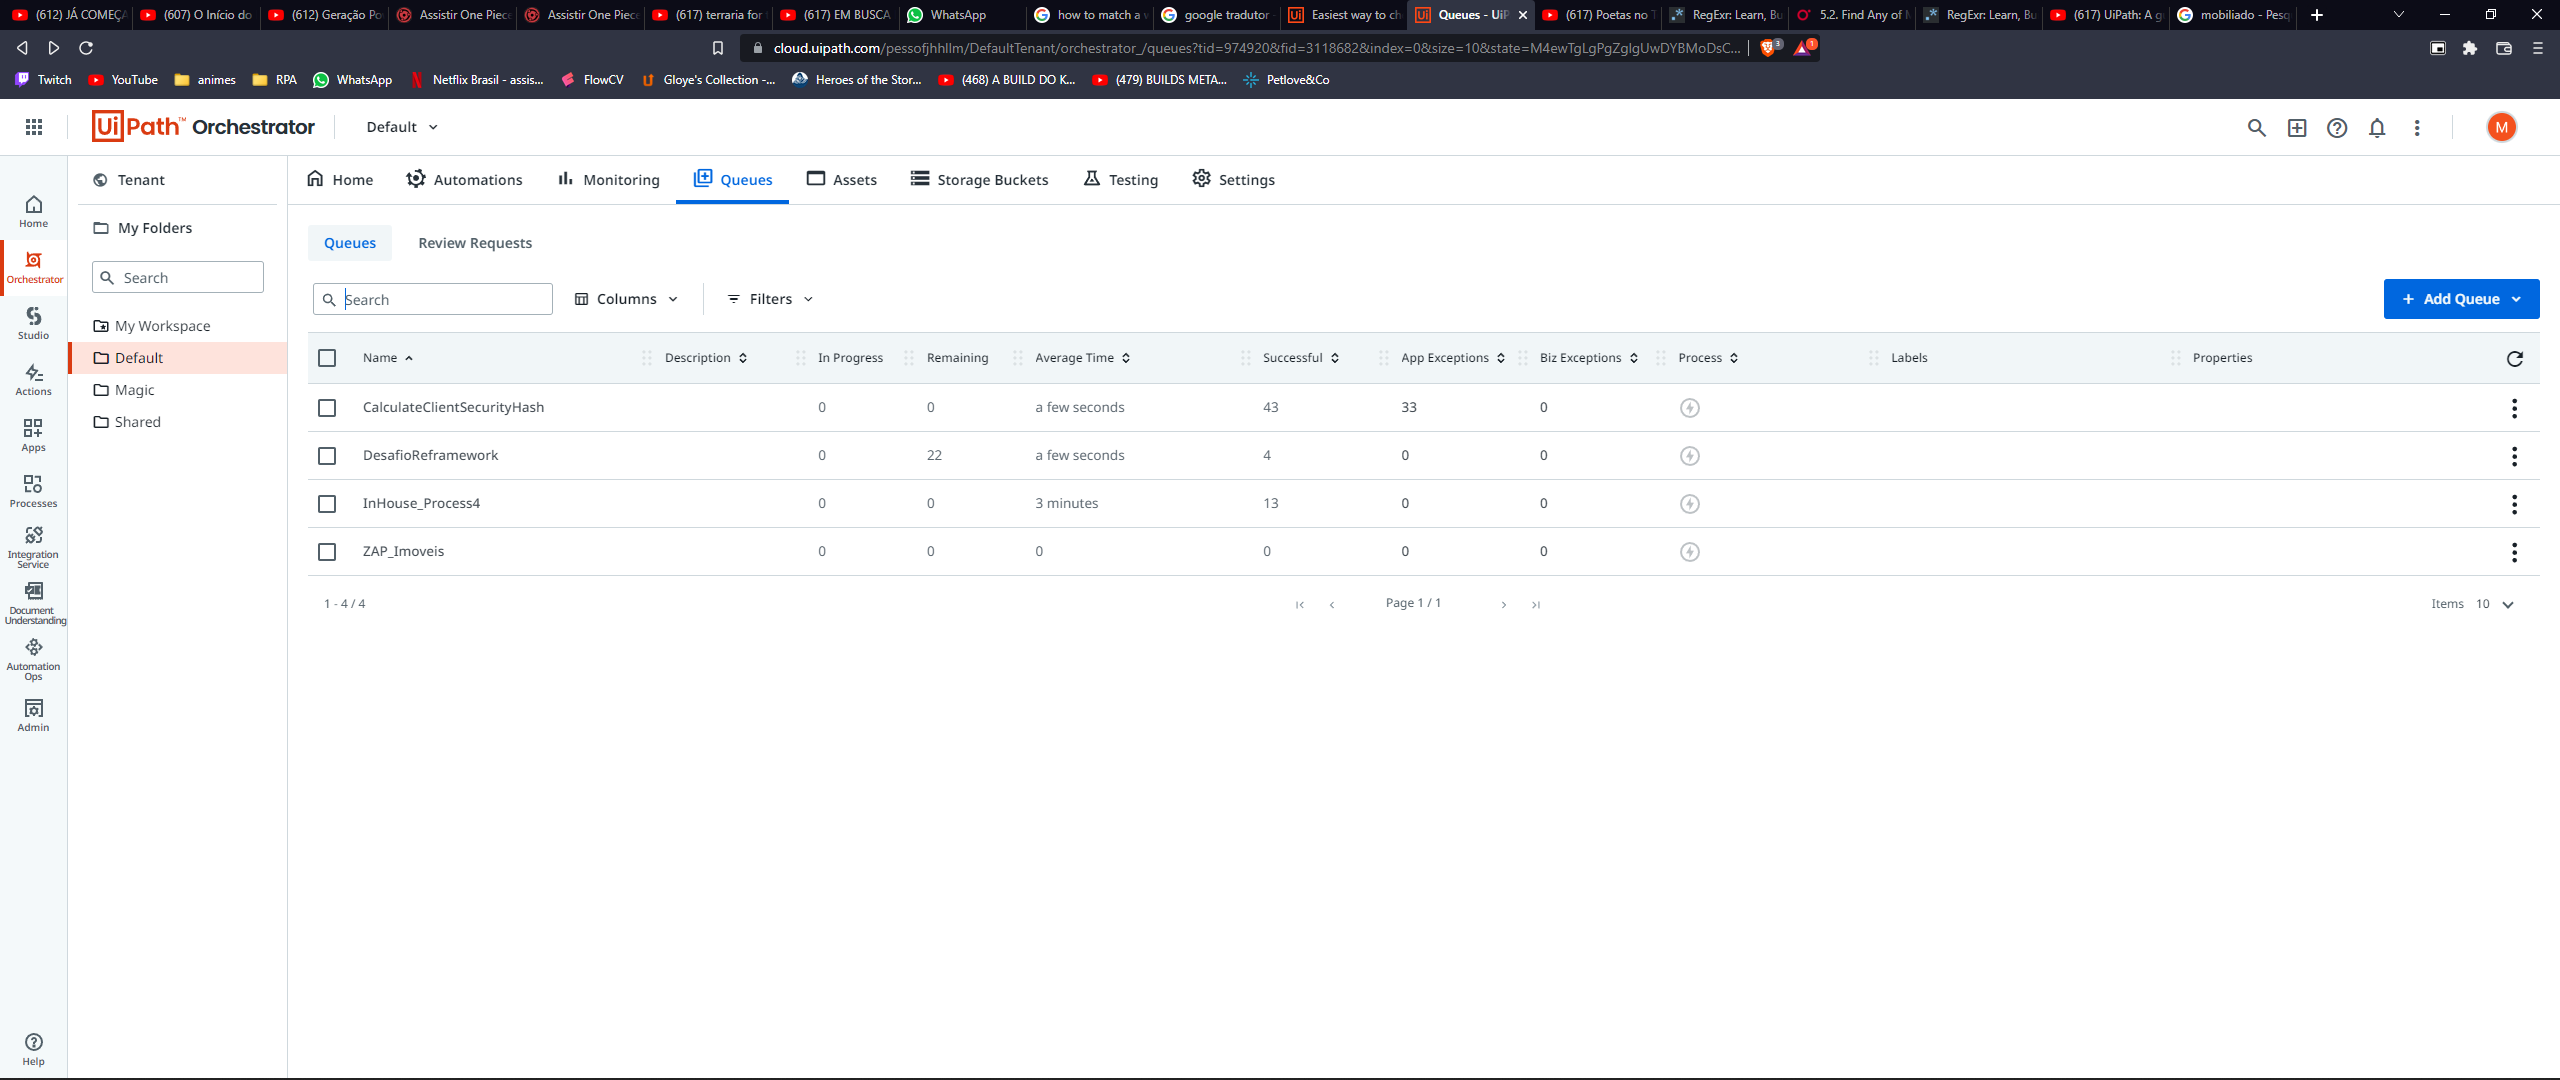 (612) JÁ COMEÇA (607) O Início do (612) Geração Po Assistir One Piece Assistir One Piece (617) terraria for (617) EM BUSCA WhatsApp how to match a w google tradutor Easiest way to ch Queues - UiP (617) Poetas no T RegExr: Learn, Bu 5.2. Find Any of M RegExr: Learn, Bu (617) UiPath: A g mobiliado - Pesq
cloud.uipath.com/pessofjhhllm/DefaultTenant/orchestrator_/queues?tid=974920&fid=3118682&index=0&size=10&state=M4ewTgLgPgZglgUwDYBMoDsC...
3 1
Twitch YouTube animes RPA WhatsApp Netflix Brasil - assis... FlowCV Gloye's Collection -... Heroes of the Stor... (468) A BUILD DO K... (479) BUILDS META... Petlove&Co
UiPath™ Orchestrator Default M
Tenant Home Automations Monitoring Queues Assets Storage Buckets Testing Settings
Home
Orchestrator
Studio
Actions
Apps
Processes
Integration
Service
Document
Understanding
Automation
Ops
Admin
Help
My Folders
Search
My Workspace
Default
Magic
Shared
Queues Review Requests
Search Columns Filters + Add Queue
Name Description In Progress Remaining Average Time Successful App Exceptions Biz Exceptions Process Labels Properties
CalculateClientSecurityHash 0 0 a few seconds 43 33 0
DesafioReframework 0 22 a few seconds 4 0 0
InHouse_Process4 0 0 3 minutes 13 0 0
ZAP_Imoveis 0 0 0 0 0 0
1 - 4 / 4 Page 1 / 1 Items 10